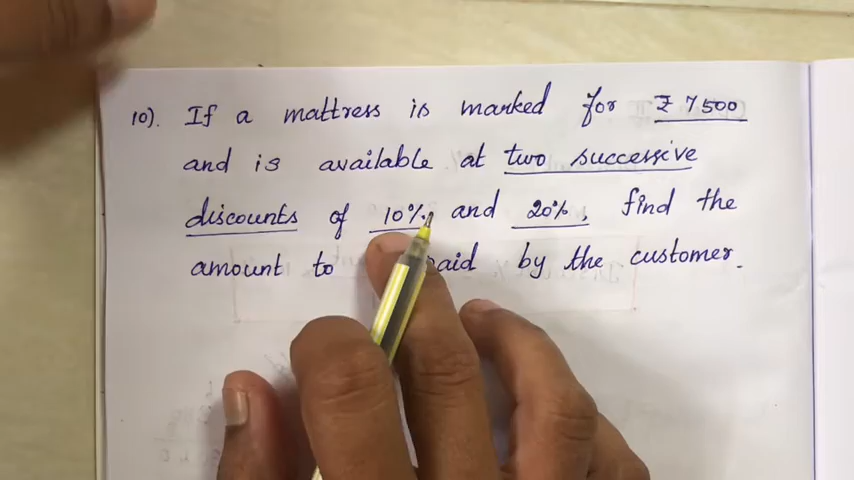 10). If a mattress is marked for ₹ 7500
and is available at two successive
discounts of 10% and 20%, find the
amount to paid by the customer.